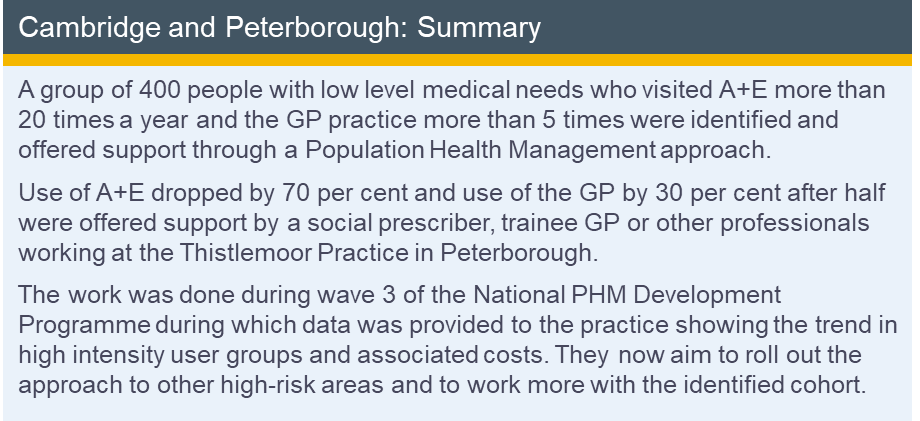 Cambridge and Peterborough: Summary
A group of 400 people with low level medical needs who visited A+E more than
20 times a year and the GP practice more than 5 times were identified and
offered support through a Population Health Management approach.
Use of A+E dropped by 70 per cent and use of the GP by 30 per cent after half
were offered support by a social prescriber, trainee GP or other professionals
working at the Thistlemoor Practice in Peterborough.
The work was done during wave 3 of the National PHM Development
Programme during which data was provided to the practice showing the trend in
high intensity user groups and associated costs. They now aim to roll out the
approach to other high-risk areas and to work more with the identified cohort.